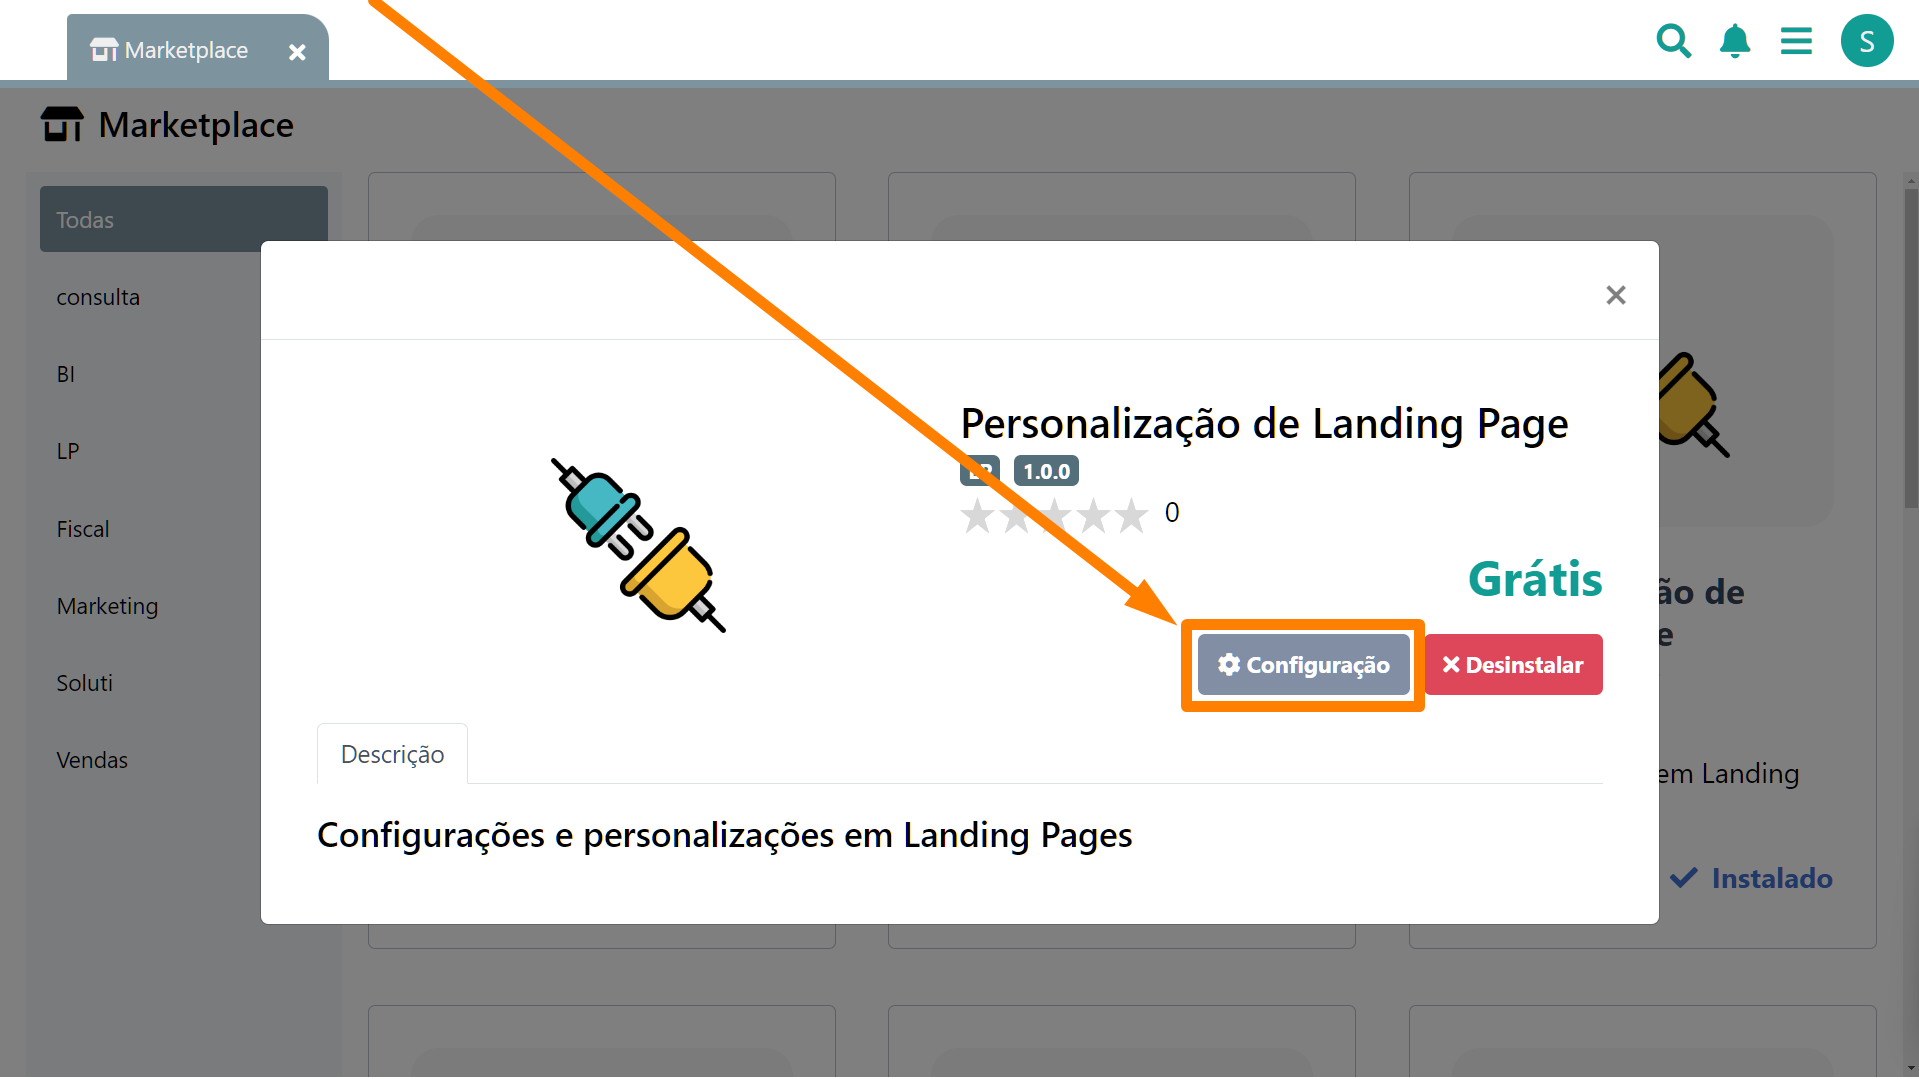 Marketplace
S
Marketplace
Todas
consulta
BI
LP
Fiscal
Marketing
Soluti
Vendas
Personalização de Landing Page
LP 1.0.0
0
Grátis
Configuração
Desinstalar
Descrição
Configurações e personalizações em Landing Pages
ão de
e
em Landing
Instalado